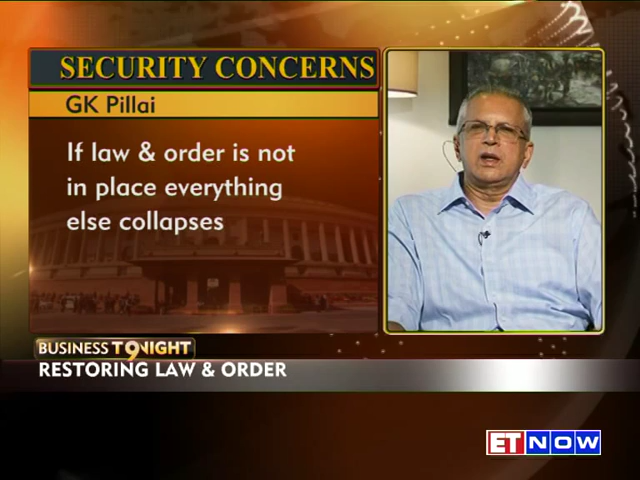 SECURITY CONCERNS
GK Pillai
If law & order is not
in place everything
else collapses
BUSINESS TONIGHT
9
RESTORING LAW & ORDER
ET NOW